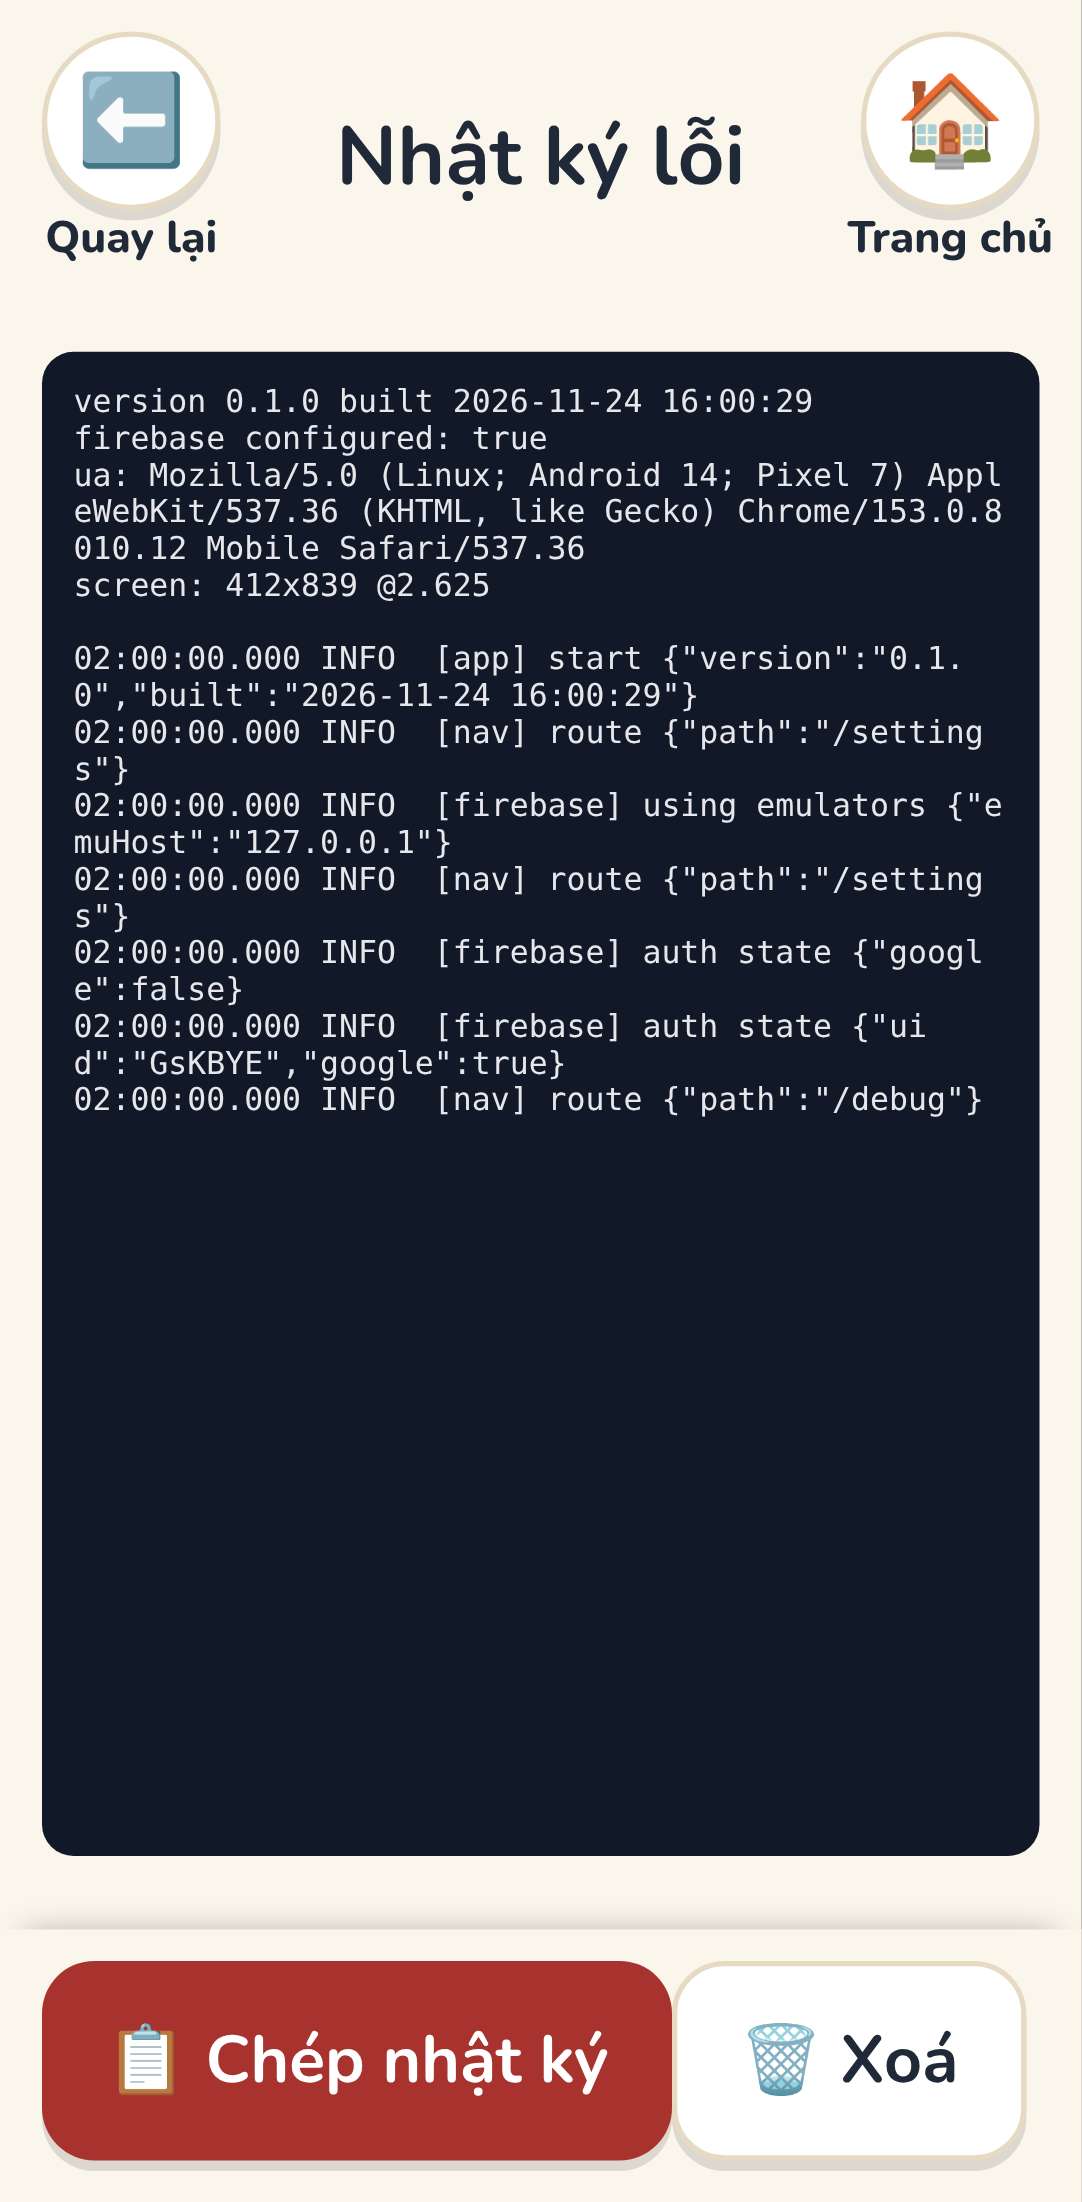 Nhật ký lỗi
Quay lại
Trang chủ
version 0.1.0 built 2026-11-24 16:00:29
firebase configured: true
ua: Mozilla/5.0 (Linux; Android 14; Pixel 7) Appl
eWebKit/537.36 (KHTML, like Gecko) Chrome/153.0.8
010.12 Mobile Safari/537.36
screen: 412x839 @2.625
02:00:00.000 INFO  [app] start {"version":"0.1.
0","built":"2026-11-24 16:00:29"}
02:00:00.000 INFO  [nav] route {"path":"/setting
s"}
02:00:00.000 INFO  [firebase] using emulators {"e
muHost":"127.0.0.1"}
02:00:00.000 INFO  [nav] route {"path":"/setting
s"}
02:00:00.000 INFO  [firebase] auth state {"googl
e":false}
02:00:00.000 INFO  [firebase] auth state {"ui
d":"GsKBYE","google":true}
02:00:00.000 INFO  [nav] route {"path":"/debug"}
Chép nhật ký
Xoá